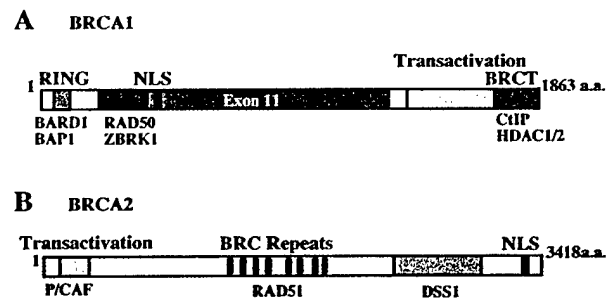 A BRCA1
Transactivation
RING NLS BRCT
1 1863 a.a.
Exon 11
BARD1 RAD50 CtIP
BAP1 ZBRK1 HDAC1/2
B BRCA2
Transactivation BRC Repeats NLS
1 3418a.a.
P/CAF RAD51 DSS1